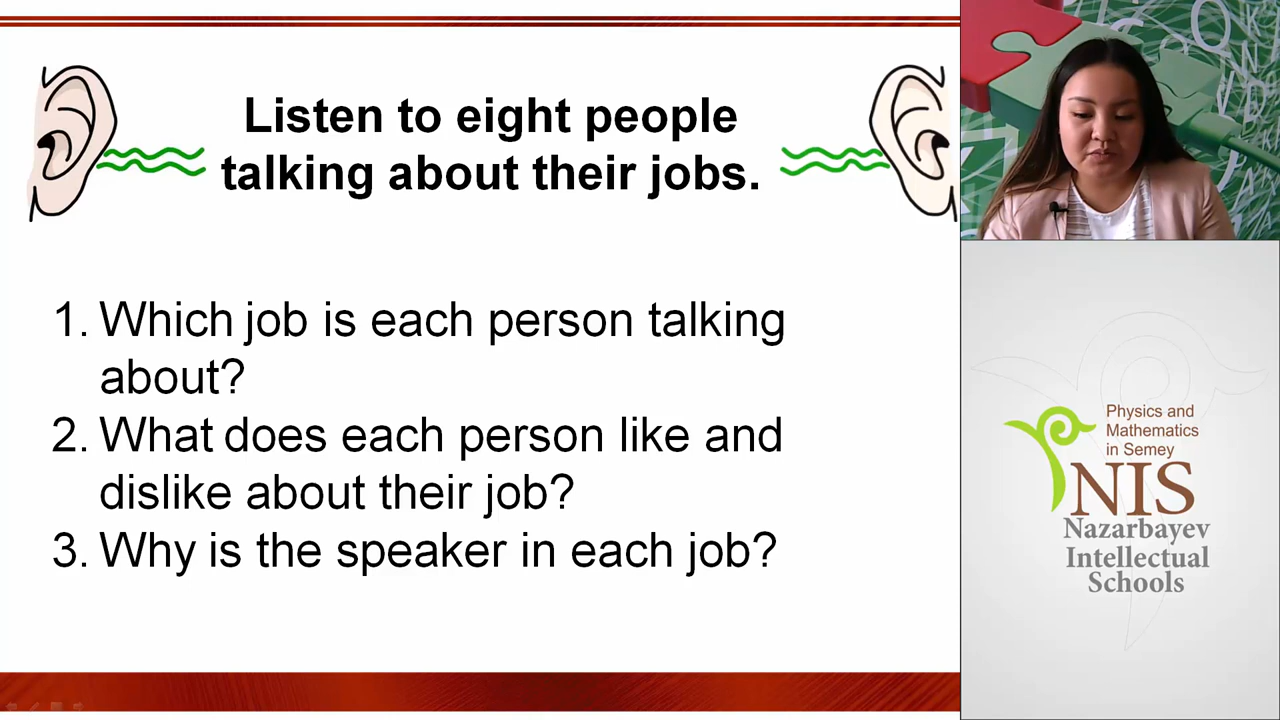 Listen to eight people
talking about their jobs.
1. Which job is each person talking
about?
2. What does each person like and
dislike about their job?
3. Why is the speaker in each job?
Physics and
Mathematics
in Semey
NIS
Nazarbayev
Intellectual
Schools